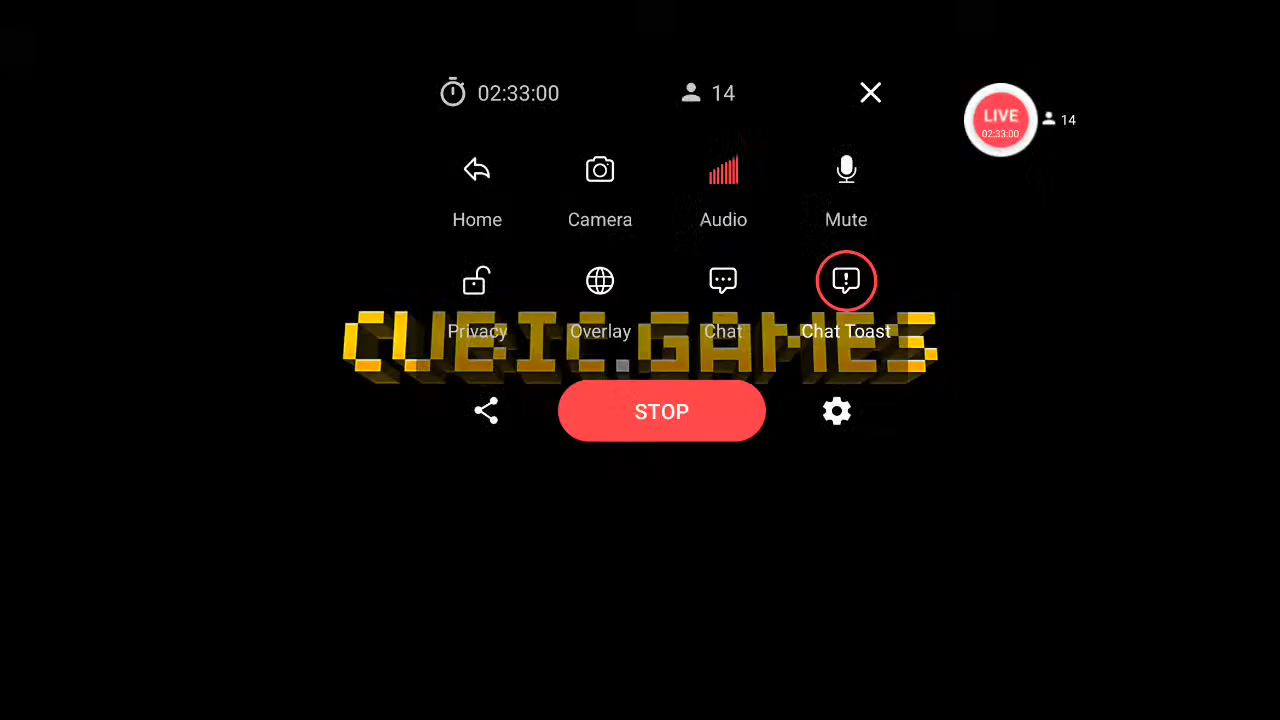 02:33:00 14
LIVE
02:33:00
14
Home Camera Audio Mute
Privacy Overlay Chat Chat Toast
CUBIC.GAMES
STOP